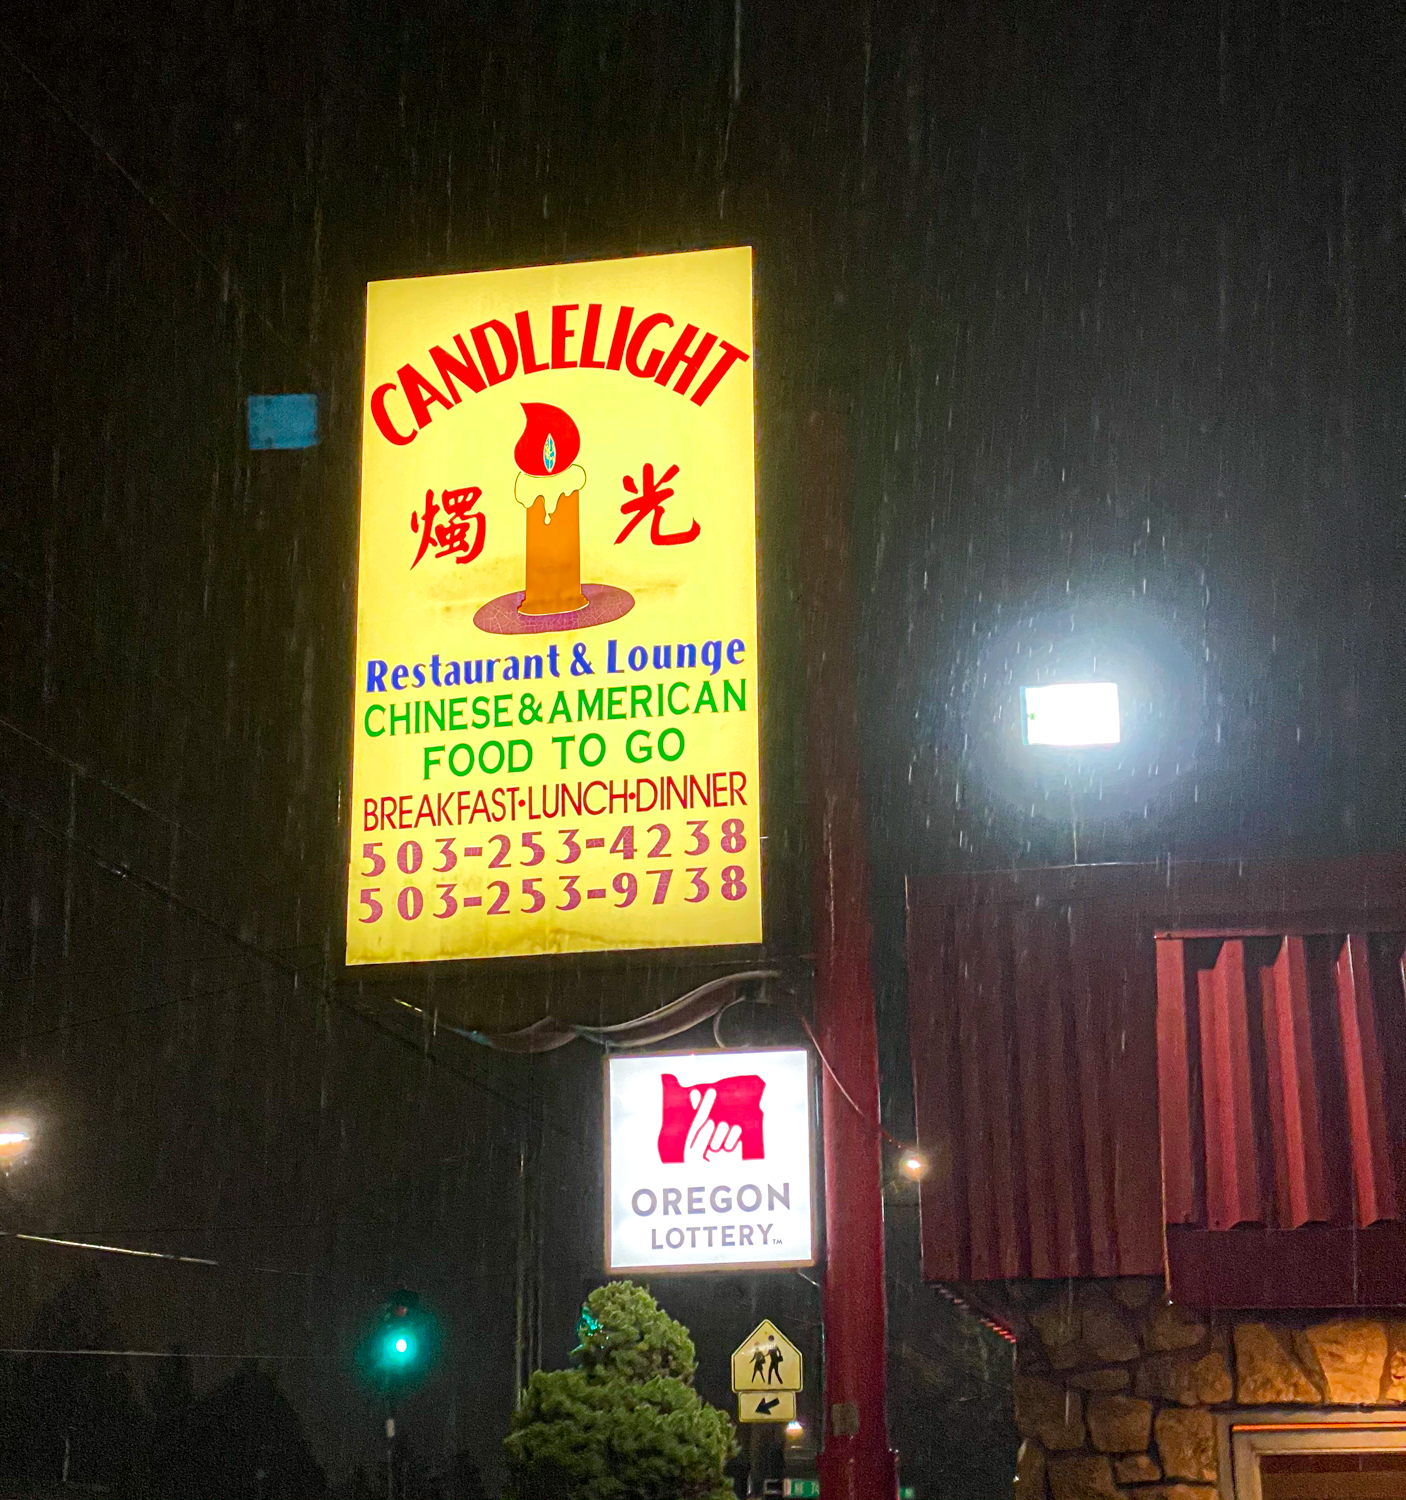 CANDLELIGHT
燭 光
Restaurant & Lounge
CHINESE & AMERICAN
FOOD TO GO
BREAKFAST·LUNCH·DINNER
503-253-4238
503-253-9738
OREGON
LOTTERY™